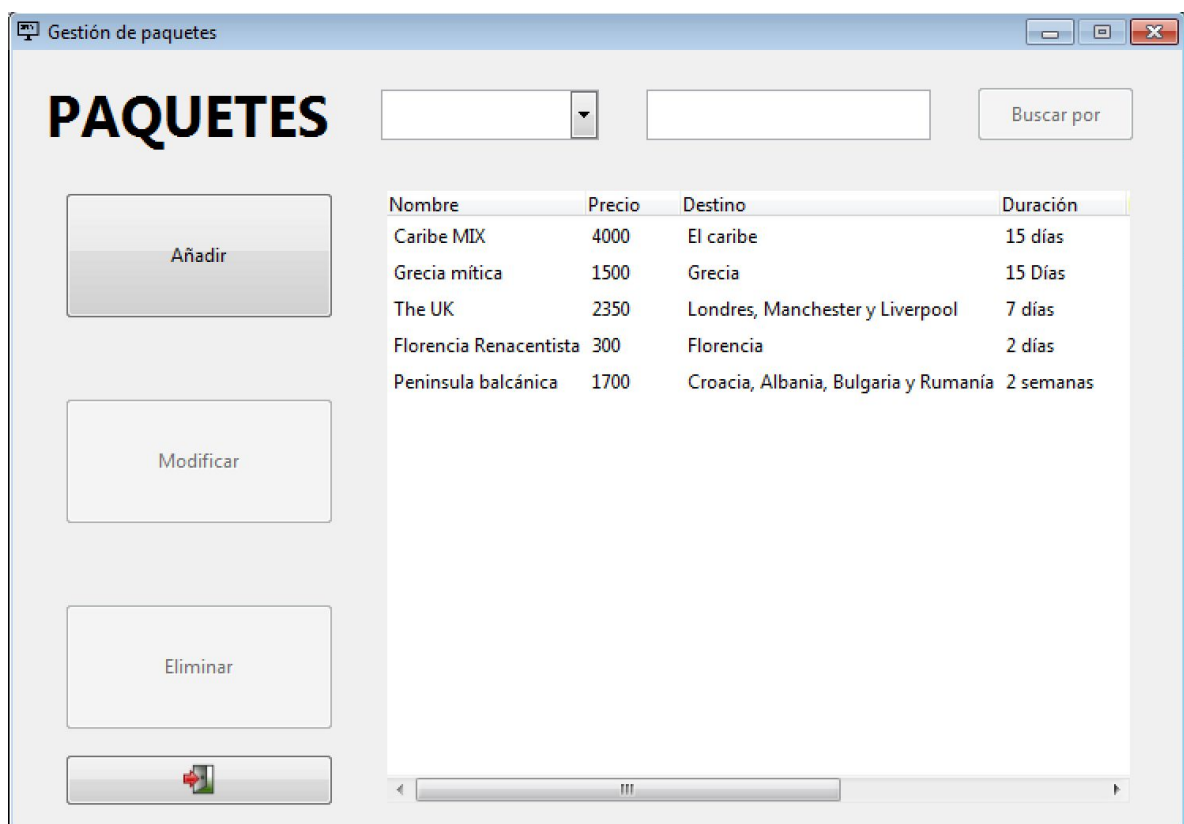 Gestión de paquetes
PAQUETES
Buscar por
Añadir
Modificar
Eliminar
Nombre Precio Destino Duración
Caribe MIX 4000 El caribe 15 días
Grecia mítica 1500 Grecia 15 Días
The UK 2350 Londres, Manchester y Liverpool 7 días
Florencia Renacentista 300 Florencia 2 días
Peninsula balcánica 1700 Croacia, Albania, Bulgaria y Rumanía 2 semanas